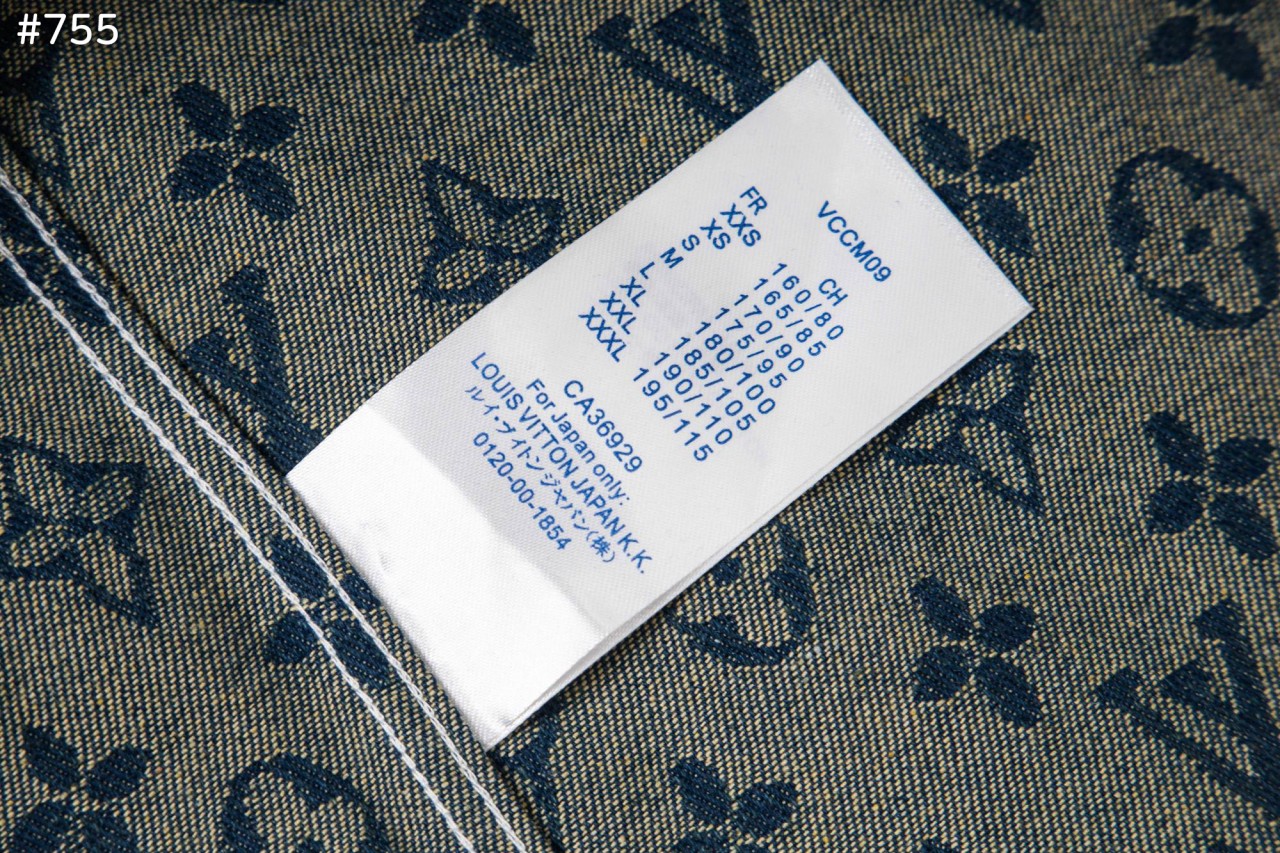 #755
VCCM09
FR CH
XXS 160/80
XS 165/85
S 170/90
M 175/95
L 180/100
XL 185/105
XXL 190/110
XXXL 195/115
CA36929
For Japan only:
LOUIS VITTON JAPAN K.K.
ルイ・ブイトンジャパン(株)
0120-00-1854